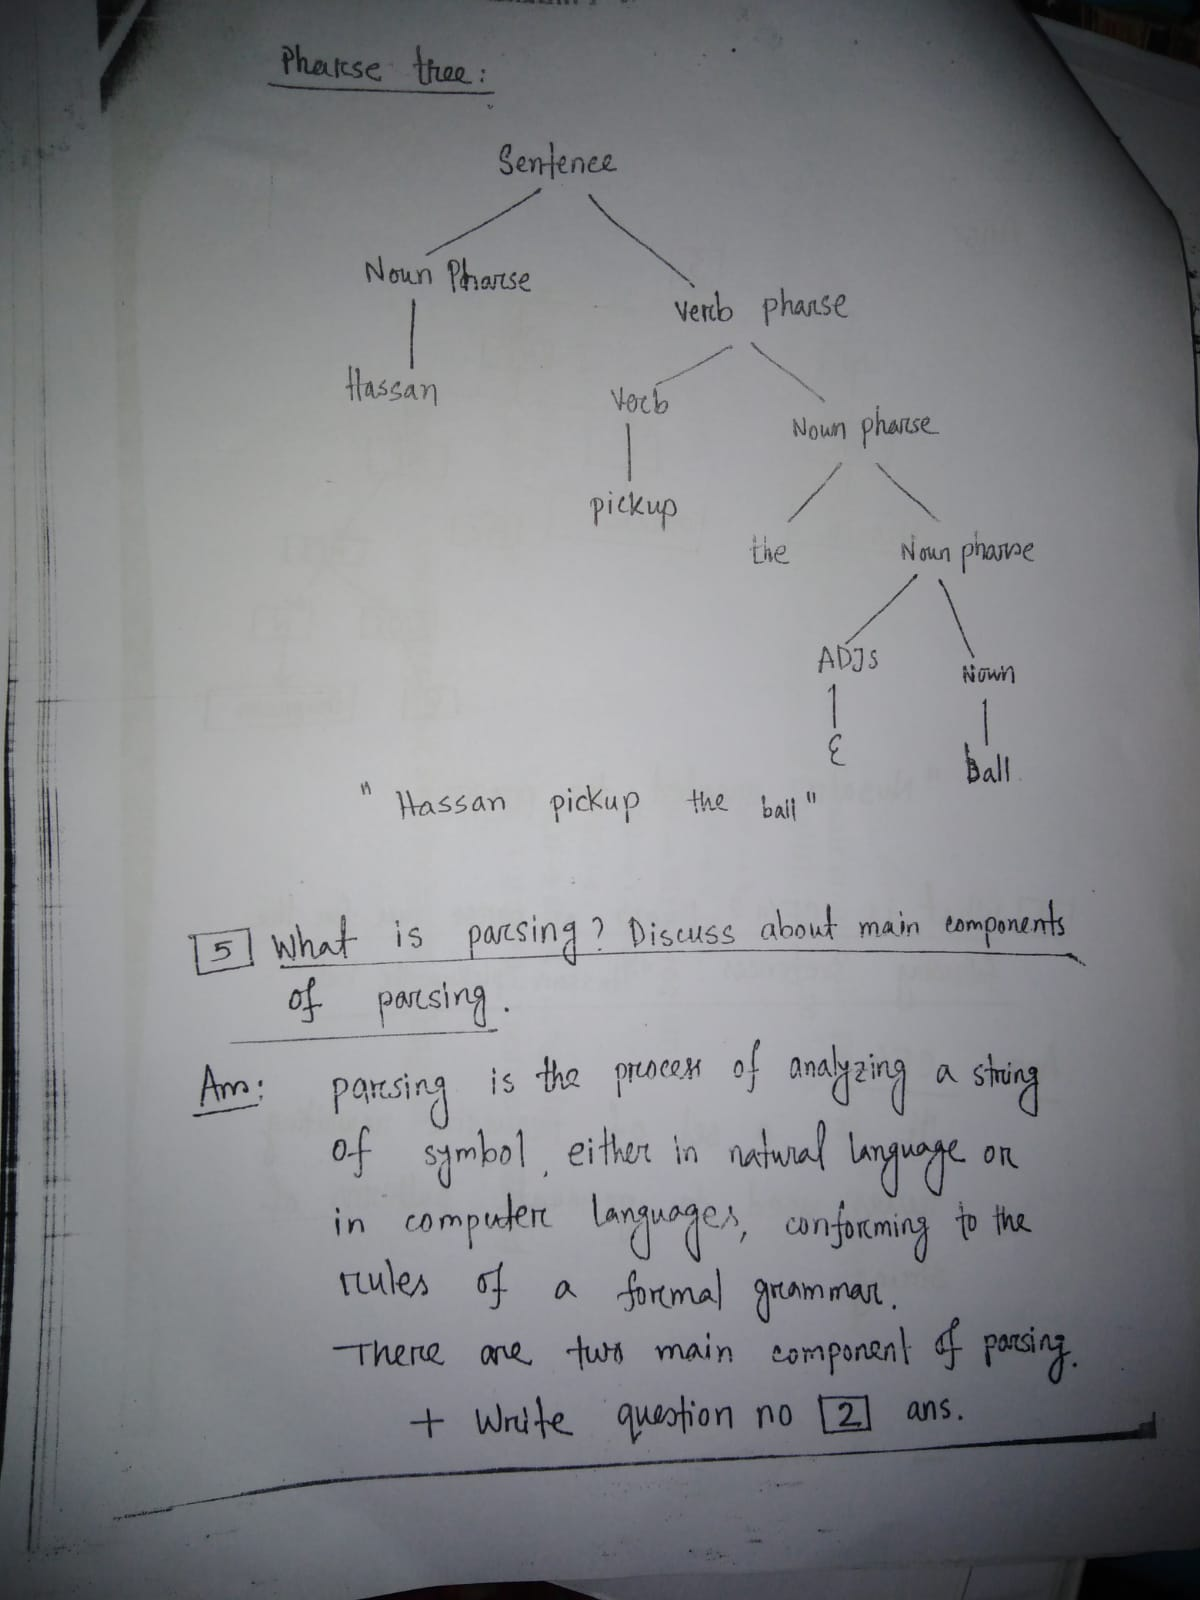 Pharse tree:
Sentence
Noun Pharse
Verb pharse
Hassan
Verb
Noun pharse
pickup
the
Noun pharse
ADJs
Noun
ε
ball
" Hassan pickup the ball "
5 What is parsing? Discuss about main components
of parsing.
Ans: parsing is the process of analyzing a string
of symbol, either in natural language or
in computer languages, conforming to the
rules of a formal grammar.
There are two main component of parsing.
+ Write question no 2 ans.